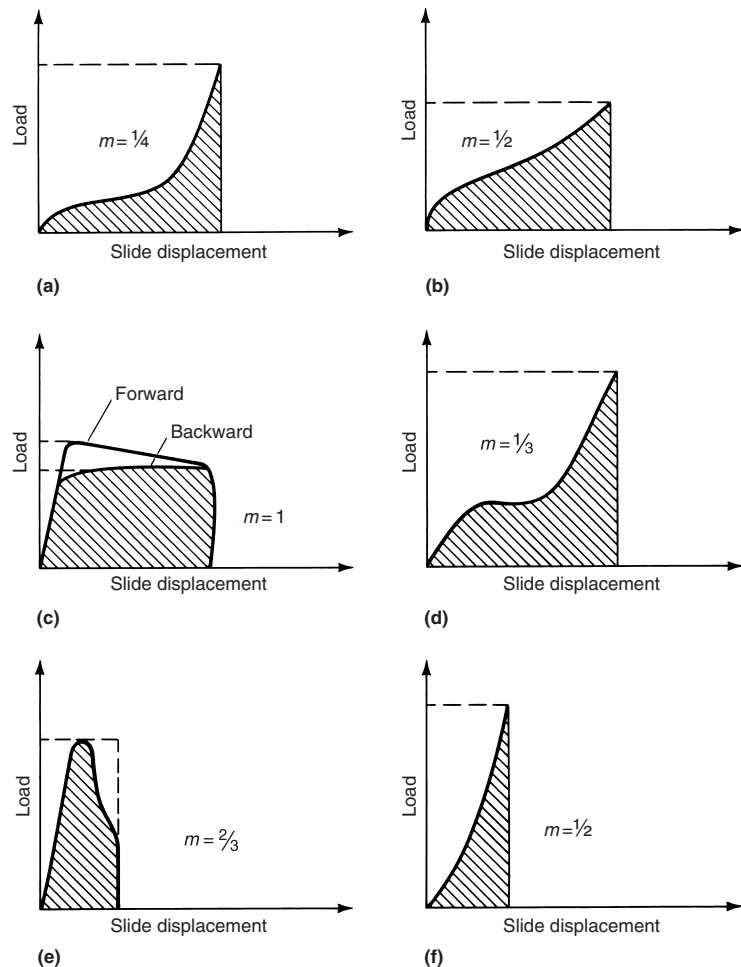 Load
m = ¼
Slide displacement
(a)
Load
m = ½
Slide displacement
(b)
Load
Forward
Backward
m = 1
Slide displacement
(c)
Load
m = ⅓
Slide displacement
(d)
Load
m = ⅔
Slide displacement
(e)
Load
m = ½
Slide displacement
(f)